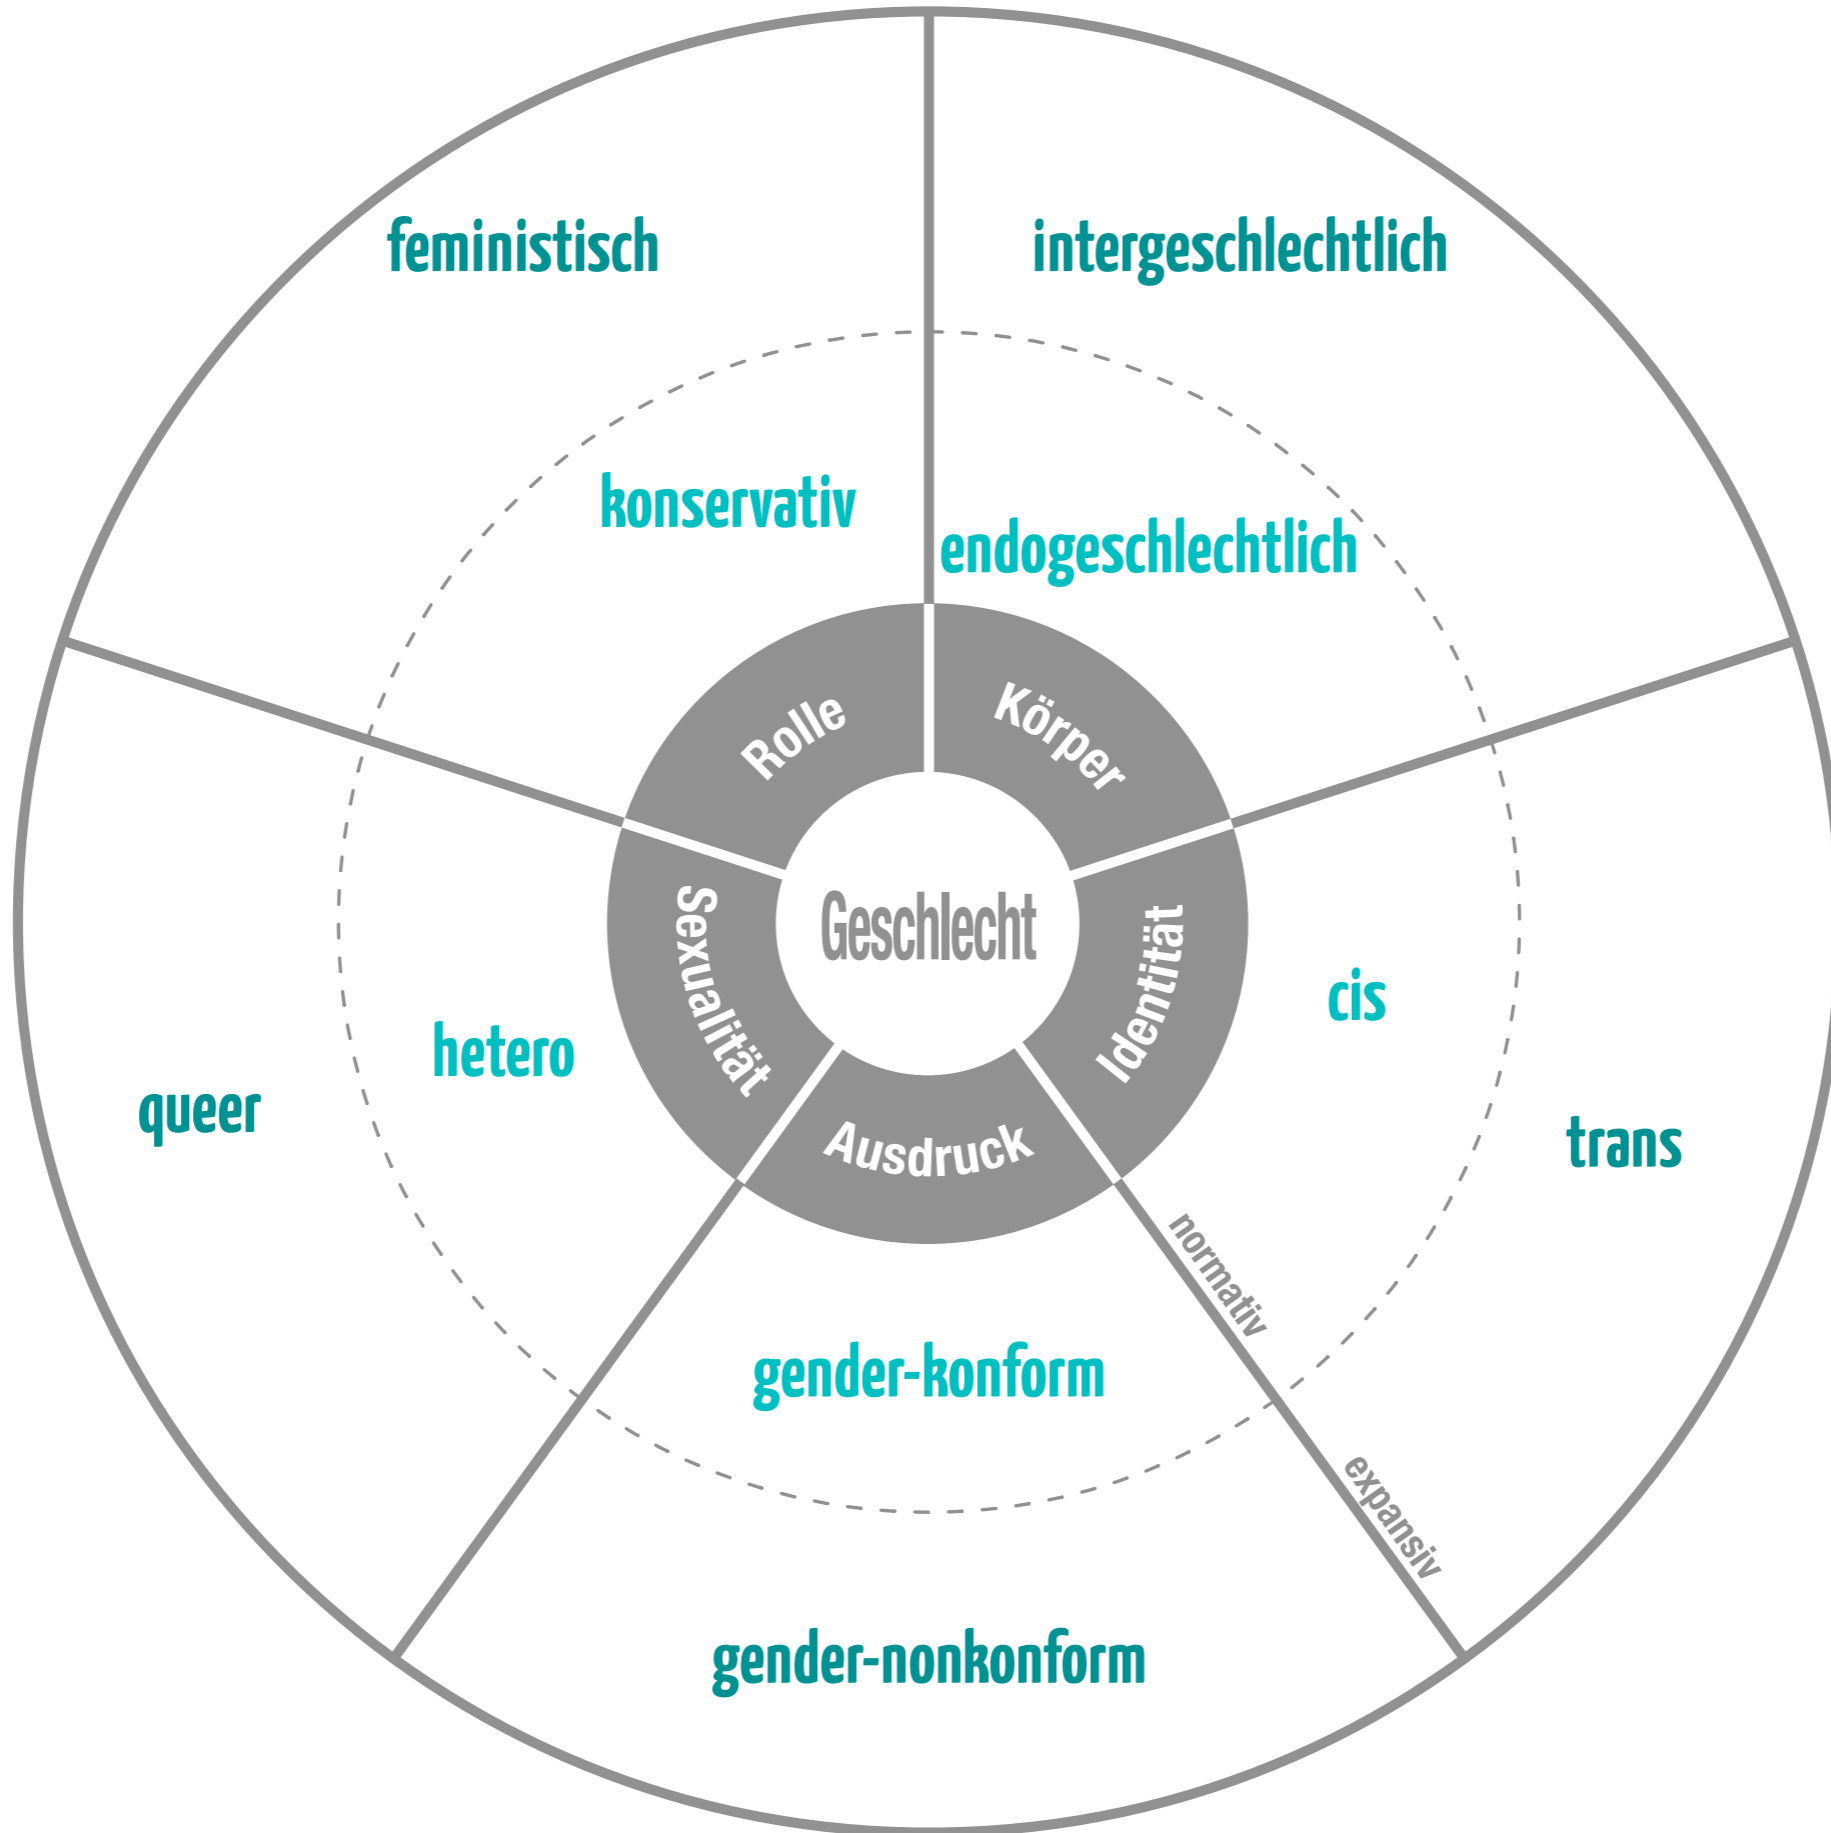 feministisch
intergeschlechtlich
konservativ
endogeschlechtlich
Rolle
Körper
Geschlecht
Sexualität
Identität
cis
hetero
queer
trans
Ausdruck
normativ
gender-konform
expansiv
gender-nonkonform